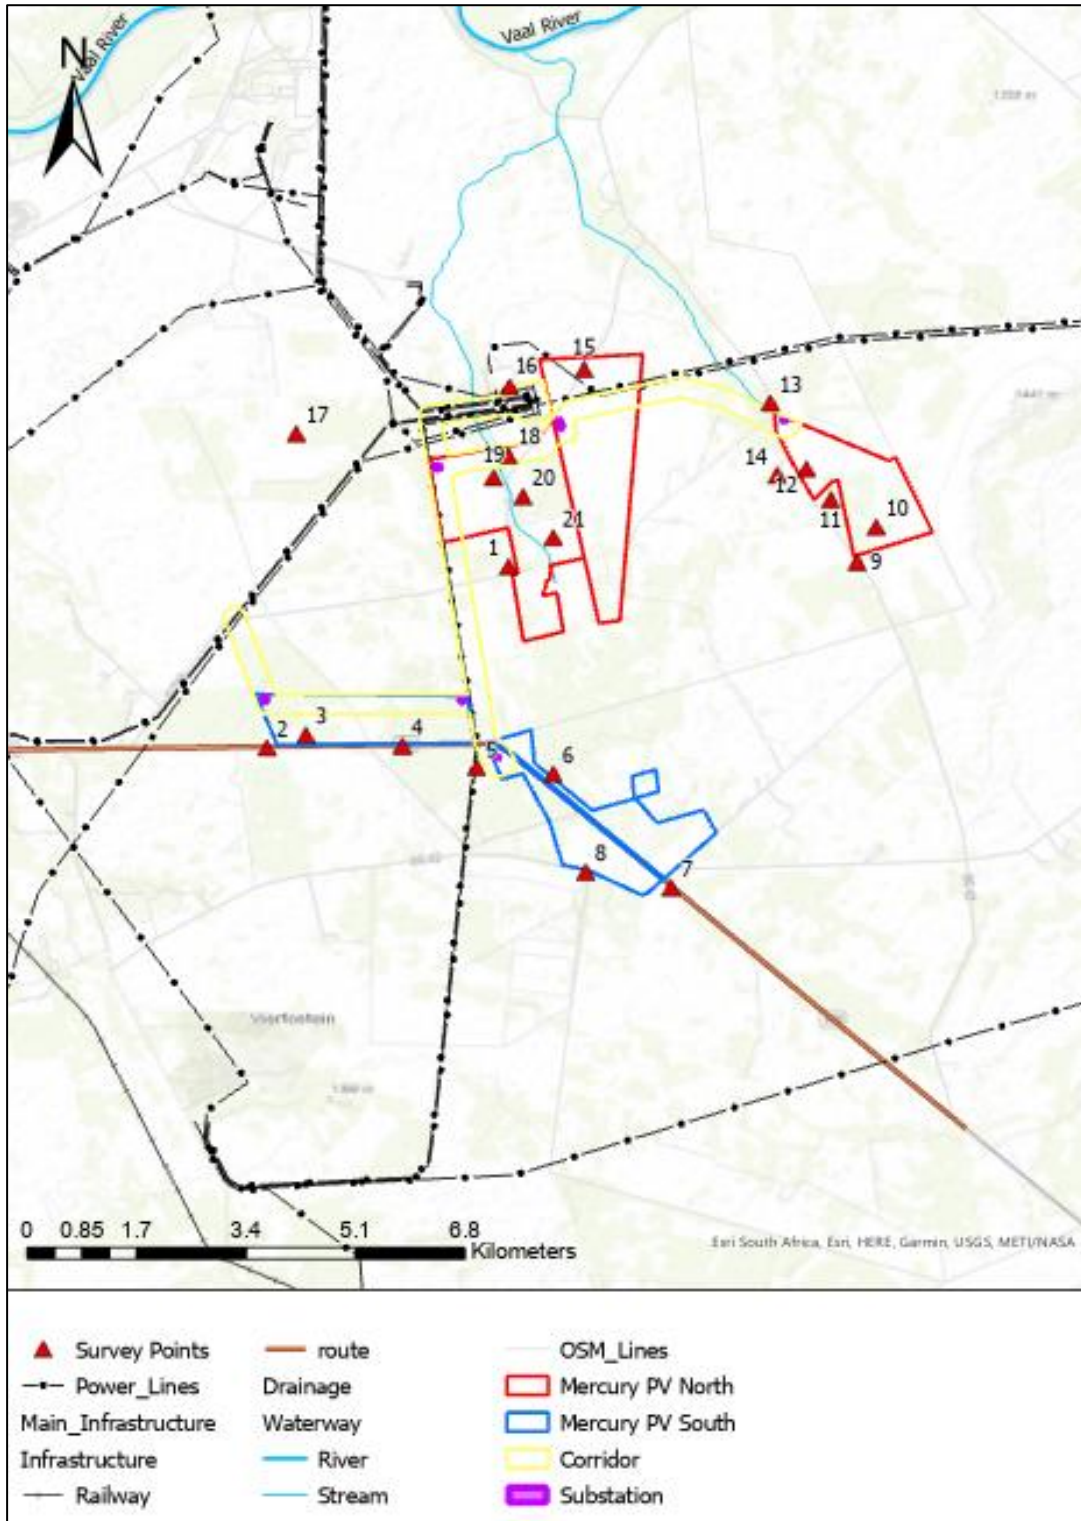 Vaal River
N
Vaal River
15
16
13
17
18
14
19
12
20
10
11
21
1
9
3
2
4
5
6
8
7
0 0.85 1.7 3.4 5.1 6.8
Kilometers
Esri South Africa, Esri, HERE, Garmin, USGS, METI/NASA
Survey Points
route
OSM_Lines
Power_Lines
Drainage
Mercury PV North
Main_Infrastructure
Waterway
Mercury PV South
Infrastructure
River
Corridor
Railway
Stream
Substation